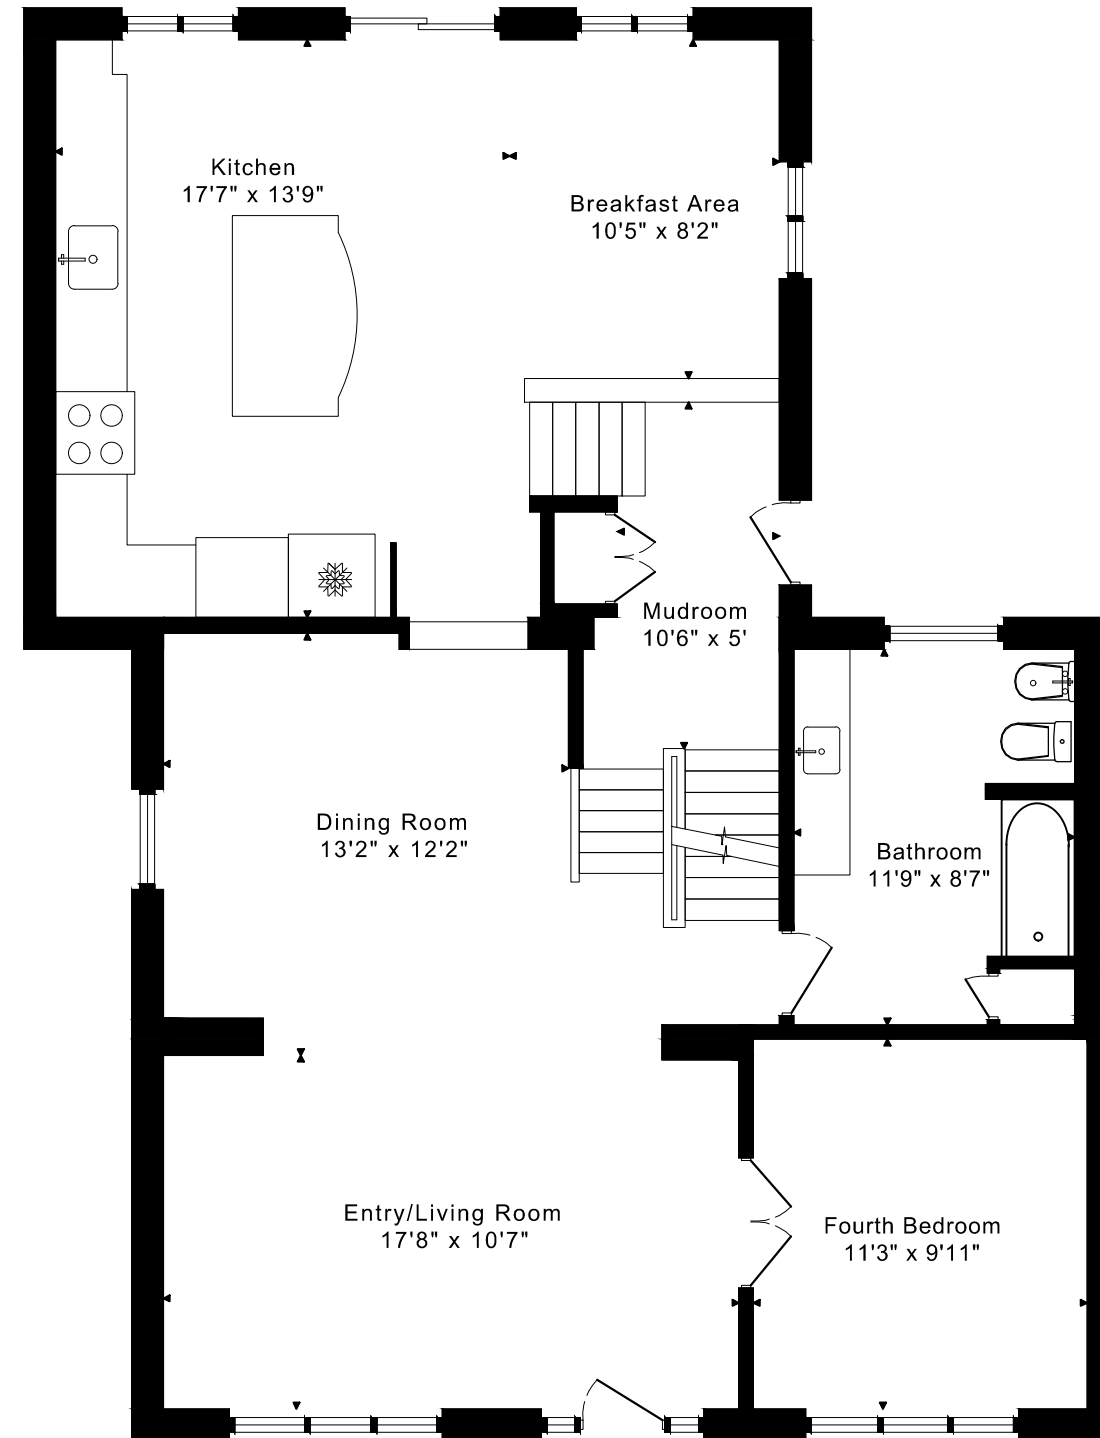 Kitchen
17'7" x 13'9"
Breakfast Area
10'5" x 8'2"
Mudroom
10'6" x 5'
Dining Room
13'2" x 12'2"
Bathroom
11'9" x 8'7"
Entry/Living Room
17'8" x 10'7"
Fourth Bedroom
11'3" x 9'11"